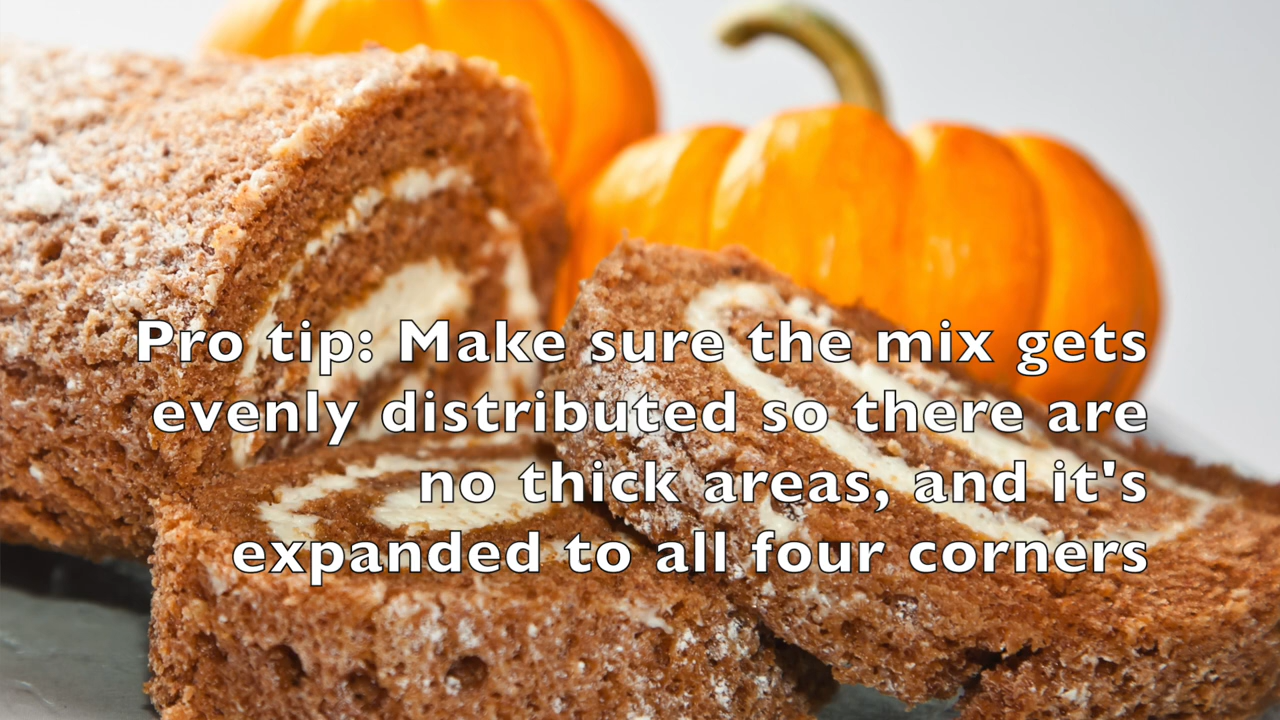 Pro tip: Make sure the mix gets
evenly distributed so there are
no thick areas, and it's
expanded to all four corners